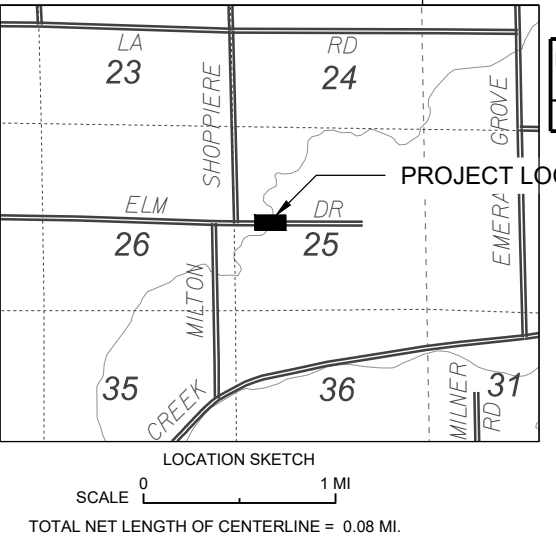 LA RD
23 24
SHOPPIERE
GROVE
PROJECT LOC
EMERA
ELM DR
26 25
MILTON
35 36 31
CREEK
MILNER RD
LOCATION SKETCH
SCALE 0 1 MI
TOTAL NET LENGTH OF CENTERLINE = 0.08 MI.